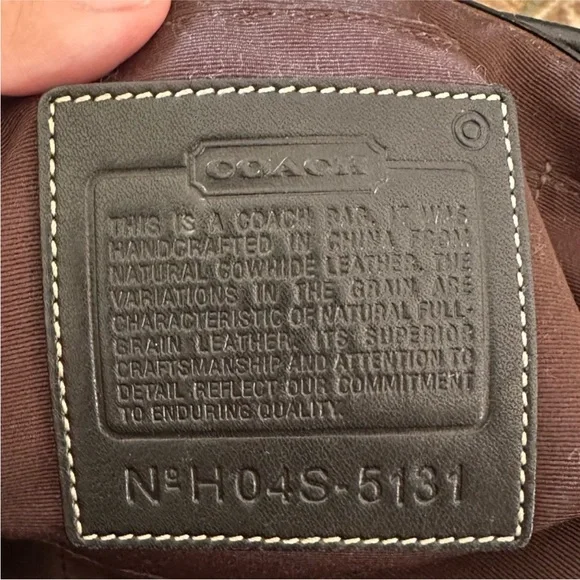 COACH
THIS IS A COACH BAG. IT WAS
HANDCRAFTED IN CHINA FROM
NATURAL COWHIDE LEATHER. THE
VARIATIONS IN THE GRAIN ARE
CHARACTERISTIC OF NATURAL FULL-
GRAIN LEATHER. ITS SUPERIOR
CRAFTSMANSHIP AND ATTENTION TO
DETAIL REFLECT OUR COMMITMENT
TO ENDURING QUALITY.
Nº H04S-5131